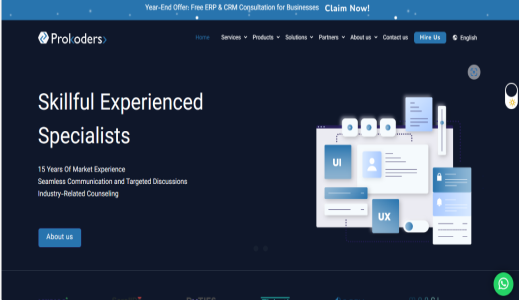 Year-End Offer: Free ERP & CRM Consultation for Businesses Claim Now!
Prokoders
Home Services Products Solutions Partners About us Contact us Hire Us English
Skillful Experienced
Specialists
15 Years Of Market Experience
Seamless Communication and Targeted Discussions
Industry-Related Counseling
About us
UI
UX